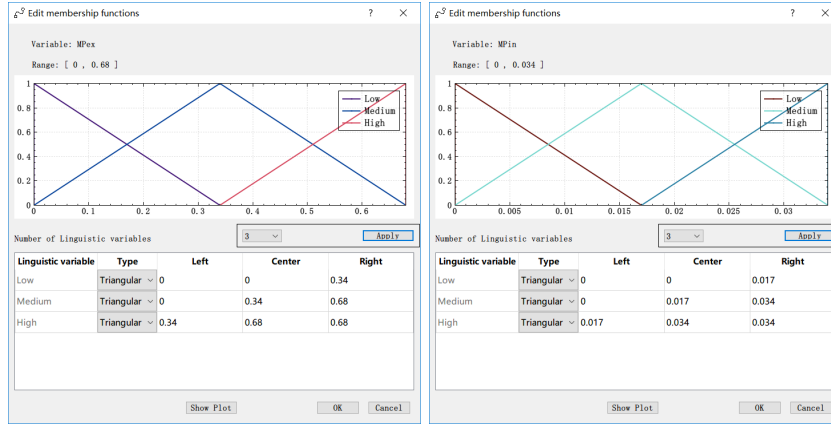 Edit membership functions ? ×
Variable: MPex
Range: [ 0 , 0.68 ]
1
0.8
0.6
0.4
0.2
0
0 0.1 0.2 0.3 0.4 0.5 0.6
Low
Medium
High
Number of Linguistic variables 3 Apply
Linguistic variable Type Left Center Right
Low Triangular 0 0 0.34
Medium Triangular 0 0.34 0.68
High Triangular 0.34 0.68 0.68
Show Plot OK Cancel
Edit membership functions ? ×
Variable: MPin
Range: [ 0 , 0.034 ]
1
0.8
0.6
0.4
0.2
0
0 0.005 0.01 0.015 0.02 0.025 0.03
Low
Medium
High
Number of Linguistic variables 3 Apply
Linguistic variable Type Left Center Right
Low Triangular 0 0 0.017
Medium Triangular 0 0.017 0.034
High Triangular 0.017 0.034 0.034
Show Plot OK Cancel